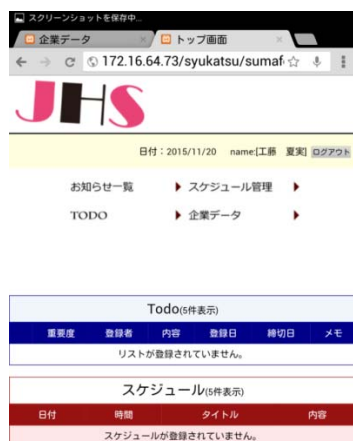 スクリーンショットを保存中...
企業データ
トップ画面
172.16.64.73/syukatsu/sumaf
JHS
日付：2015/11/20 name:[工藤 夏実] ログアウト
お知らせ一覧 スケジュール管理
TODO 企業データ
Todo(5件表示)
重要度 登録者 内容 登録日 締切日 メモ
リストが登録されていません。
スケジュール(5件表示)
日付 時間 タイトル 内容
スケジュールが登録されていません。